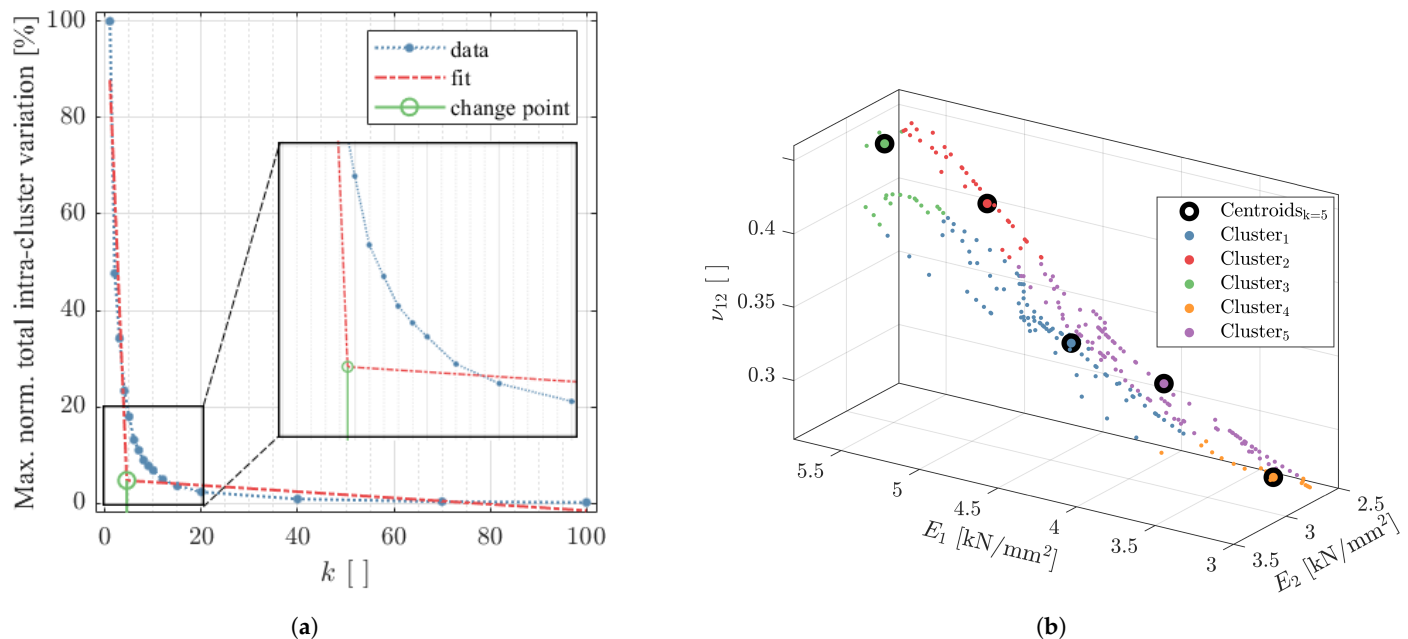 Max. norm. total intra-cluster variation [%]
100
80
60
40
20
0
data
fit
change point
0 20 40 60 80 100
k [ ]
(a)
ν12 [ ]
0.4
0.35
0.3
Centroidsk=5
Cluster1
Cluster2
Cluster3
Cluster4
Cluster5
5.5
5
4.5
4
3.5
3
E1 [kN/mm2]
2.5
3
3.5
E2 [kN/mm2]
(b)